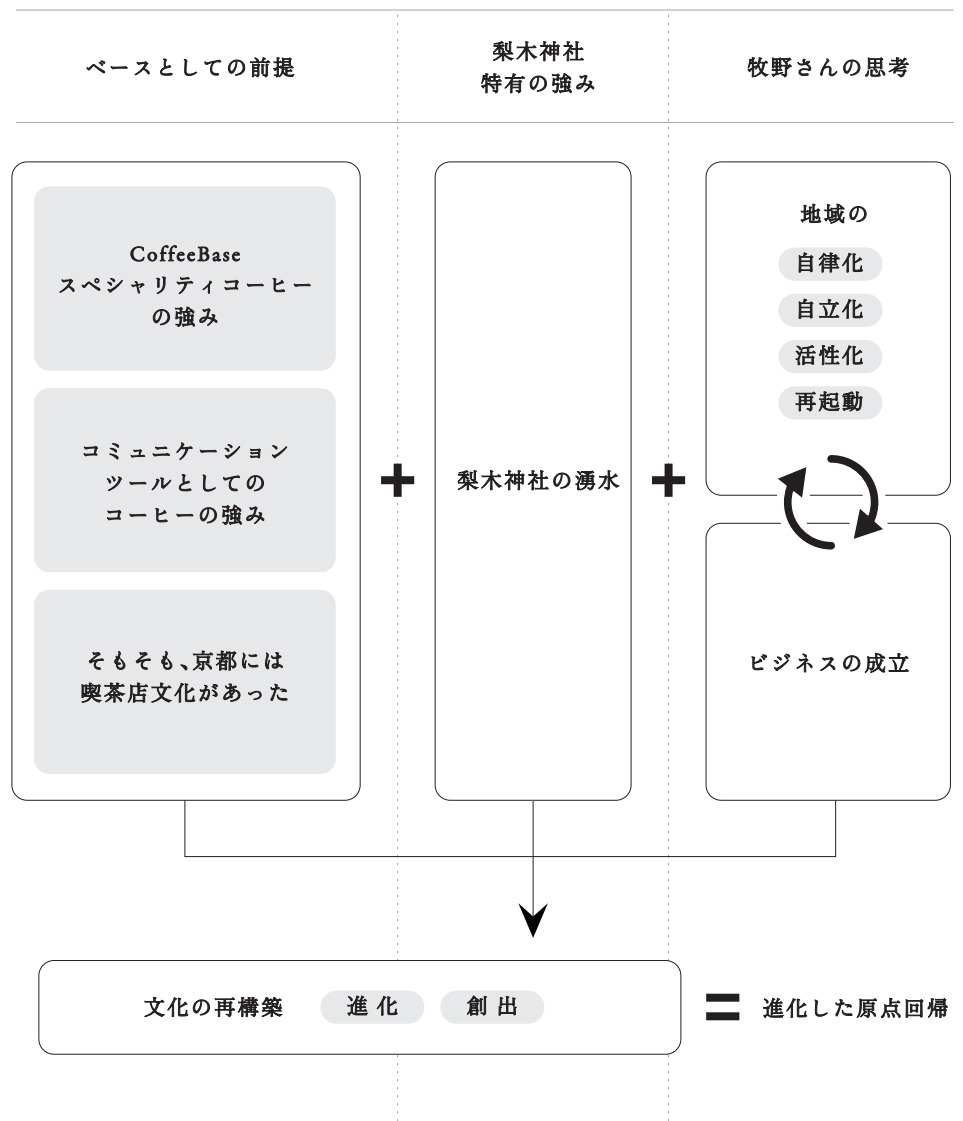 ベースとしての前提
梨木神社
特有の強み
牧野さんの思考
CoffeeBase
スペシャリティコーヒー
の強み
コミュニケーション
ツールとしての
コーヒーの強み
そもそも、京都には
喫茶店文化があった
+
梨木神社の湧水
+
地域の
自律化
自立化
活性化
再起動
ビジネスの成立
文化の再構築 進化 創出 = 進化した原点回帰